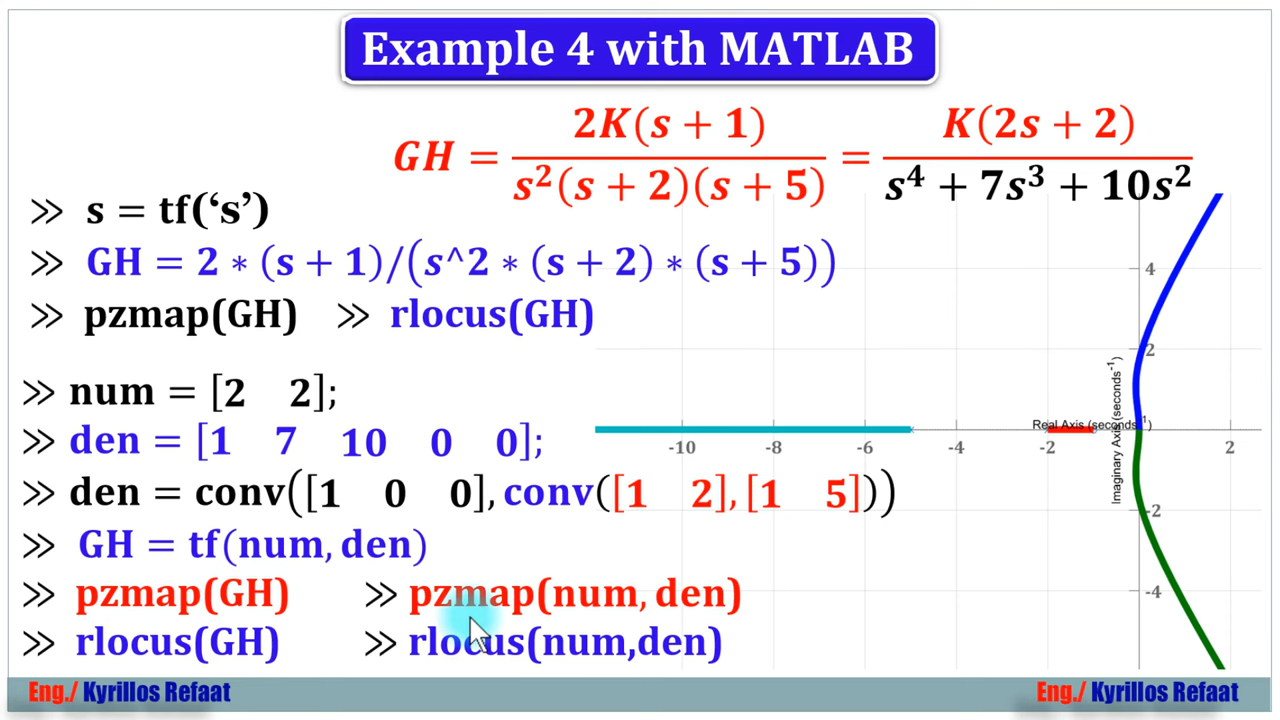 Example 4 with MATLAB
GH = 2K(s + 1) / s²(s + 2)(s + 5) = K(2s + 2) / s⁴ + 7s³ + 10s²
≫ s = tf(‘s’)
≫ GH = 2 ∗ (s + 1)/(s^2 ∗ (s + 2) ∗ (s + 5))
≫ pzmap(GH) ≫ rlocus(GH)
≫ num = [2 2];
≫ den = [1 7 10 0 0];
≫ den = conv([1 0 0], conv([1 2], [1 5]))
≫ GH = tf(num, den)
≫ pzmap(GH) ≫ pzmap(num, den)
≫ rlocus(GH) ≫ rlocus(num,den)
4
2
Imaginary Axis (seconds⁻¹)
Real Axis (seconds⁻¹)
-10 -8 -6 -2 2
-2
-4
Eng./ Kyrillos Refaat
Eng./ Kyrillos Refaat